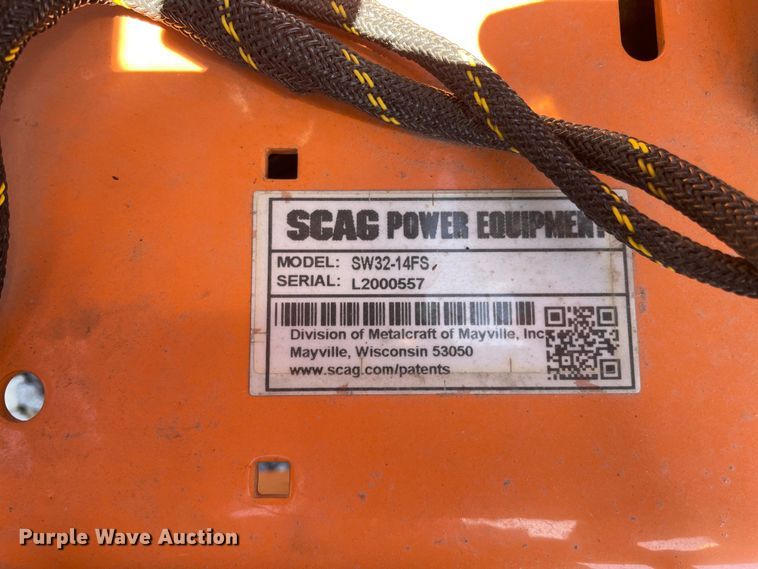 SCAG POWER EQUIPMENT
MODEL: SW32-14FS
SERIAL: L2000557
Division of Metalcraft of Mayville, Inc
Mayville, Wisconsin 53050
www.scag.com/patents
Purple Wave Auction